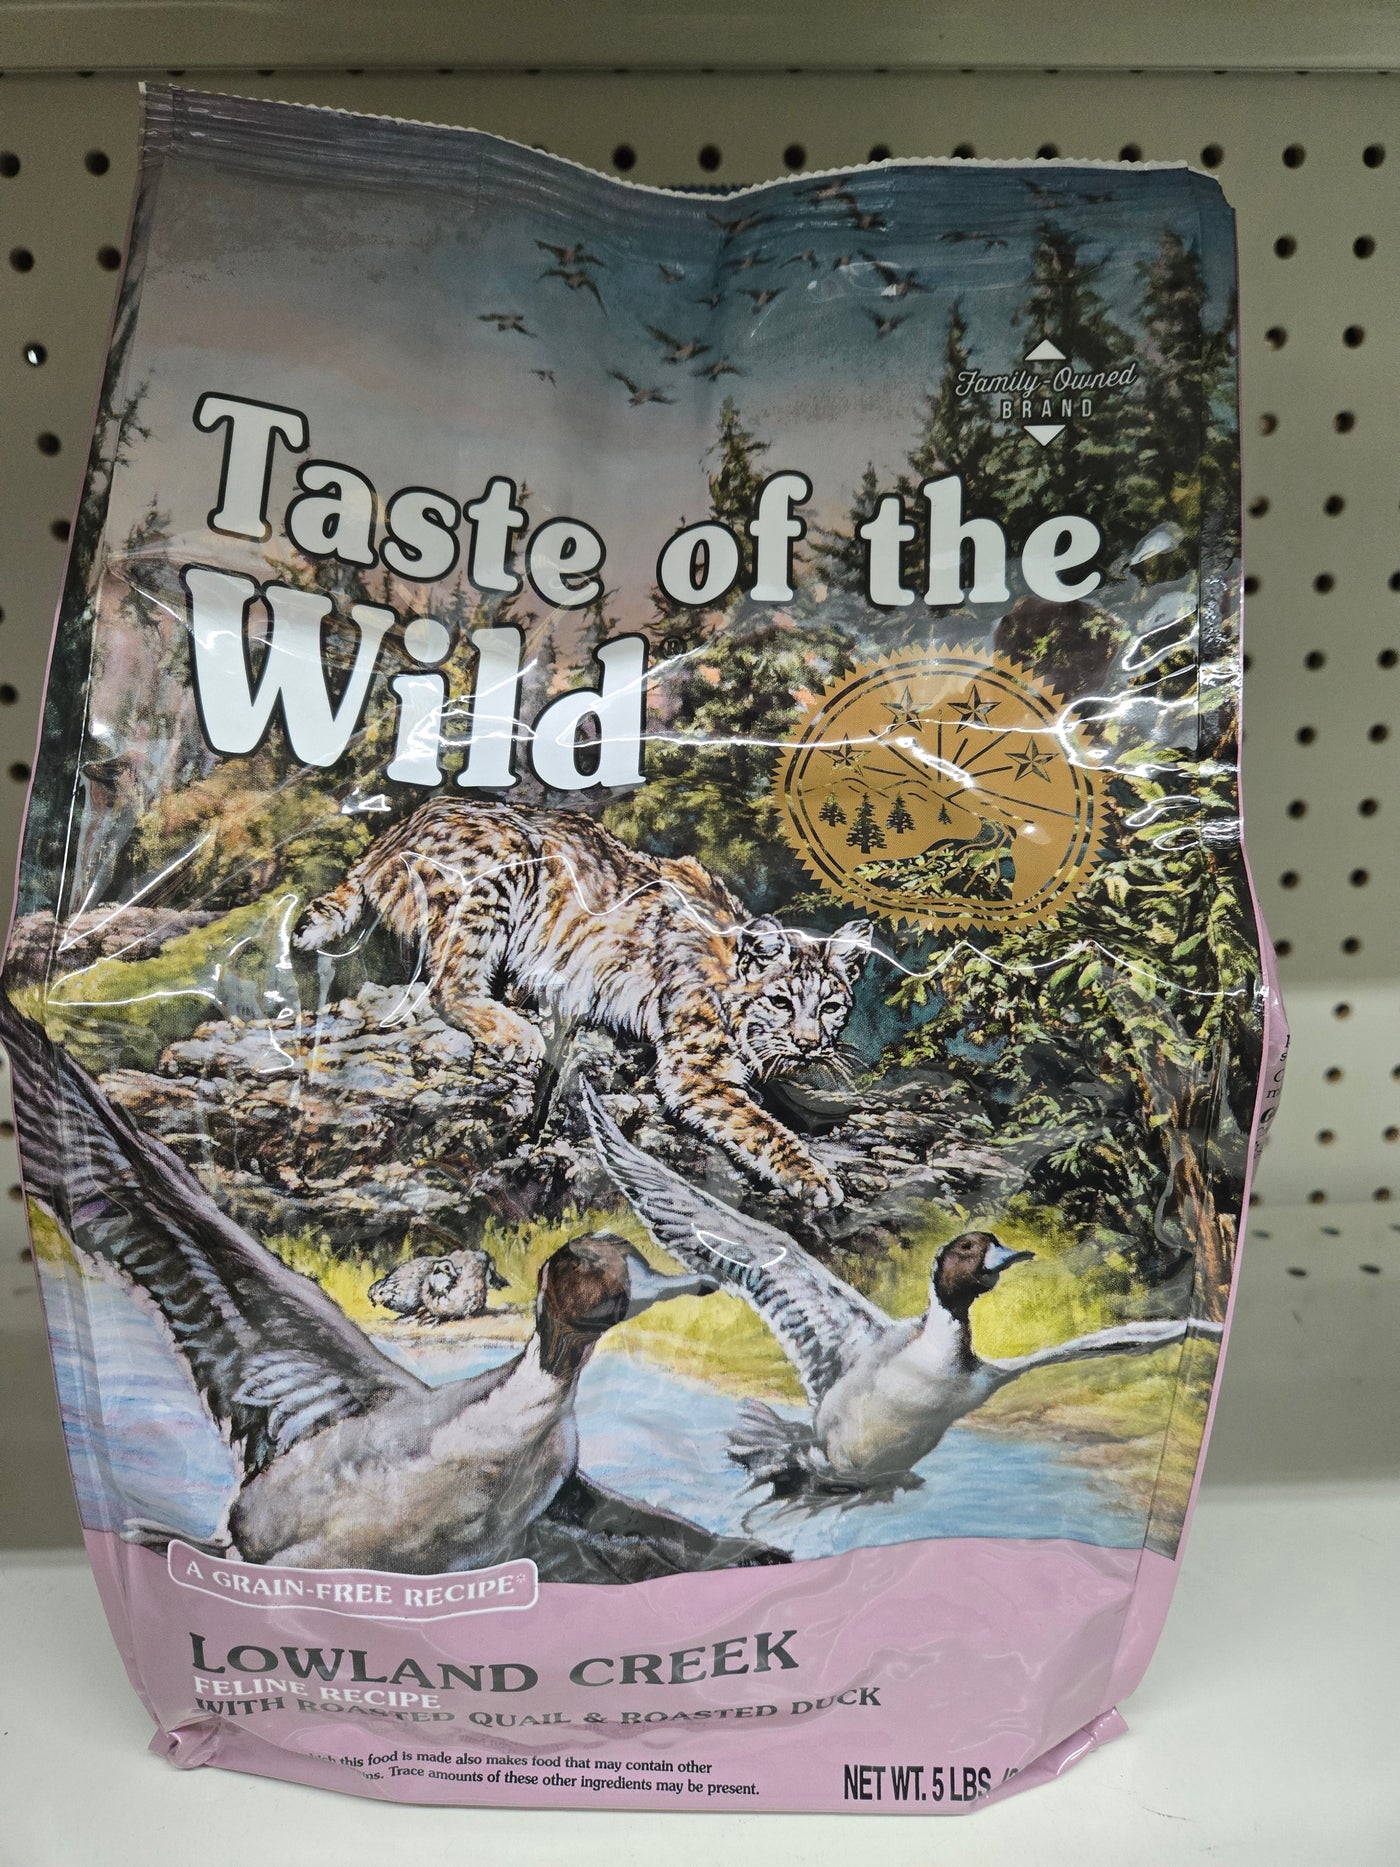 Family-Owned
BRAND
Taste of the
Wild®
A GRAIN-FREE RECIPE*
LOWLAND CREEK
FELINE RECIPE
WITH ROASTED QUAIL & ROASTED DUCK
this food is made also makes food that may contain other
Trace amounts of these other ingredients may be present.
NET WT. 5 LBS